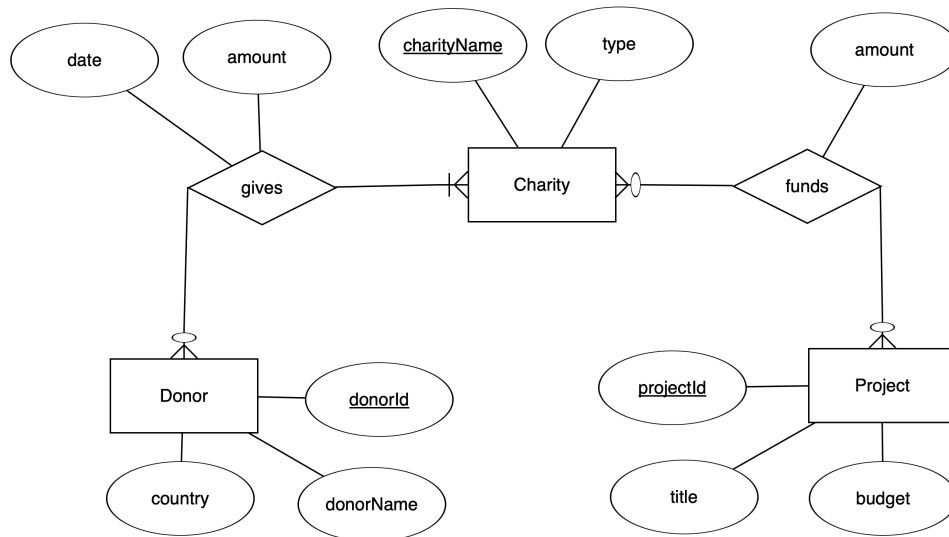 date
amount
charityName
type
amount
gives
Charity
funds
Donor
donorId
projectId
Project
country
donorName
title
budget